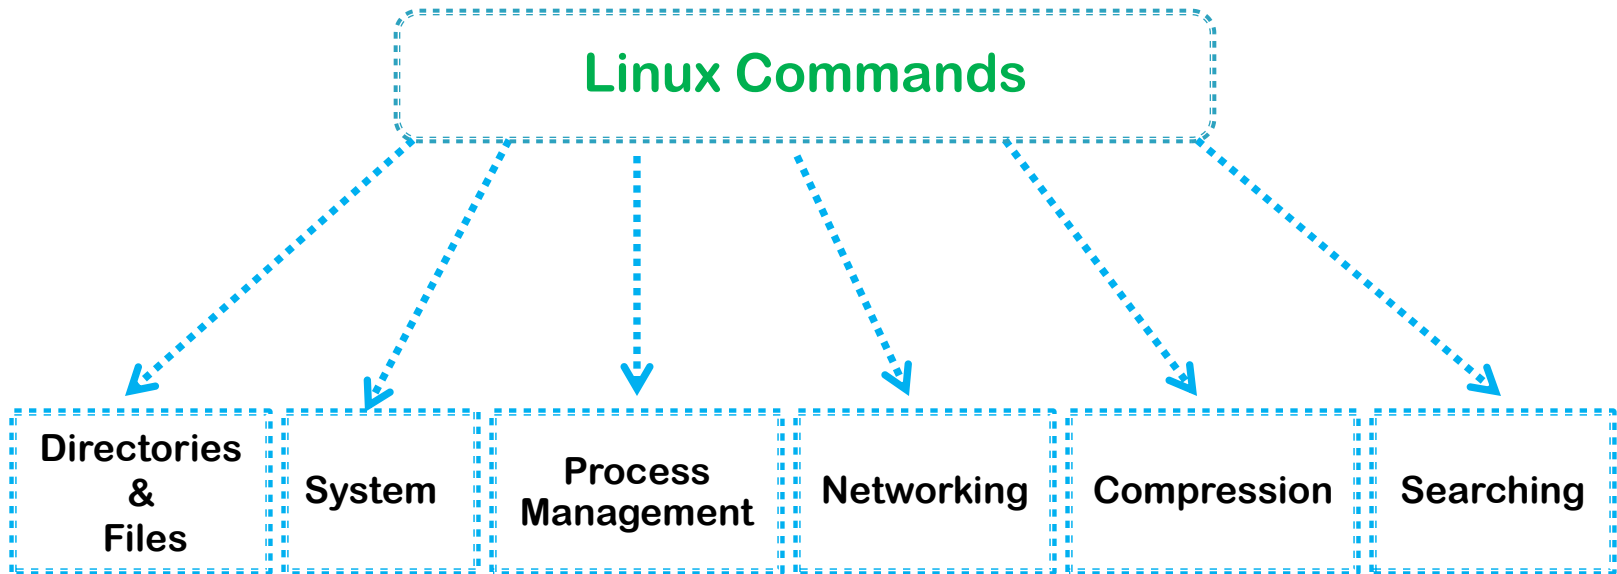 Linux Commands
Directories
&
Files
System
Process
Management
Networking
Compression
Searching